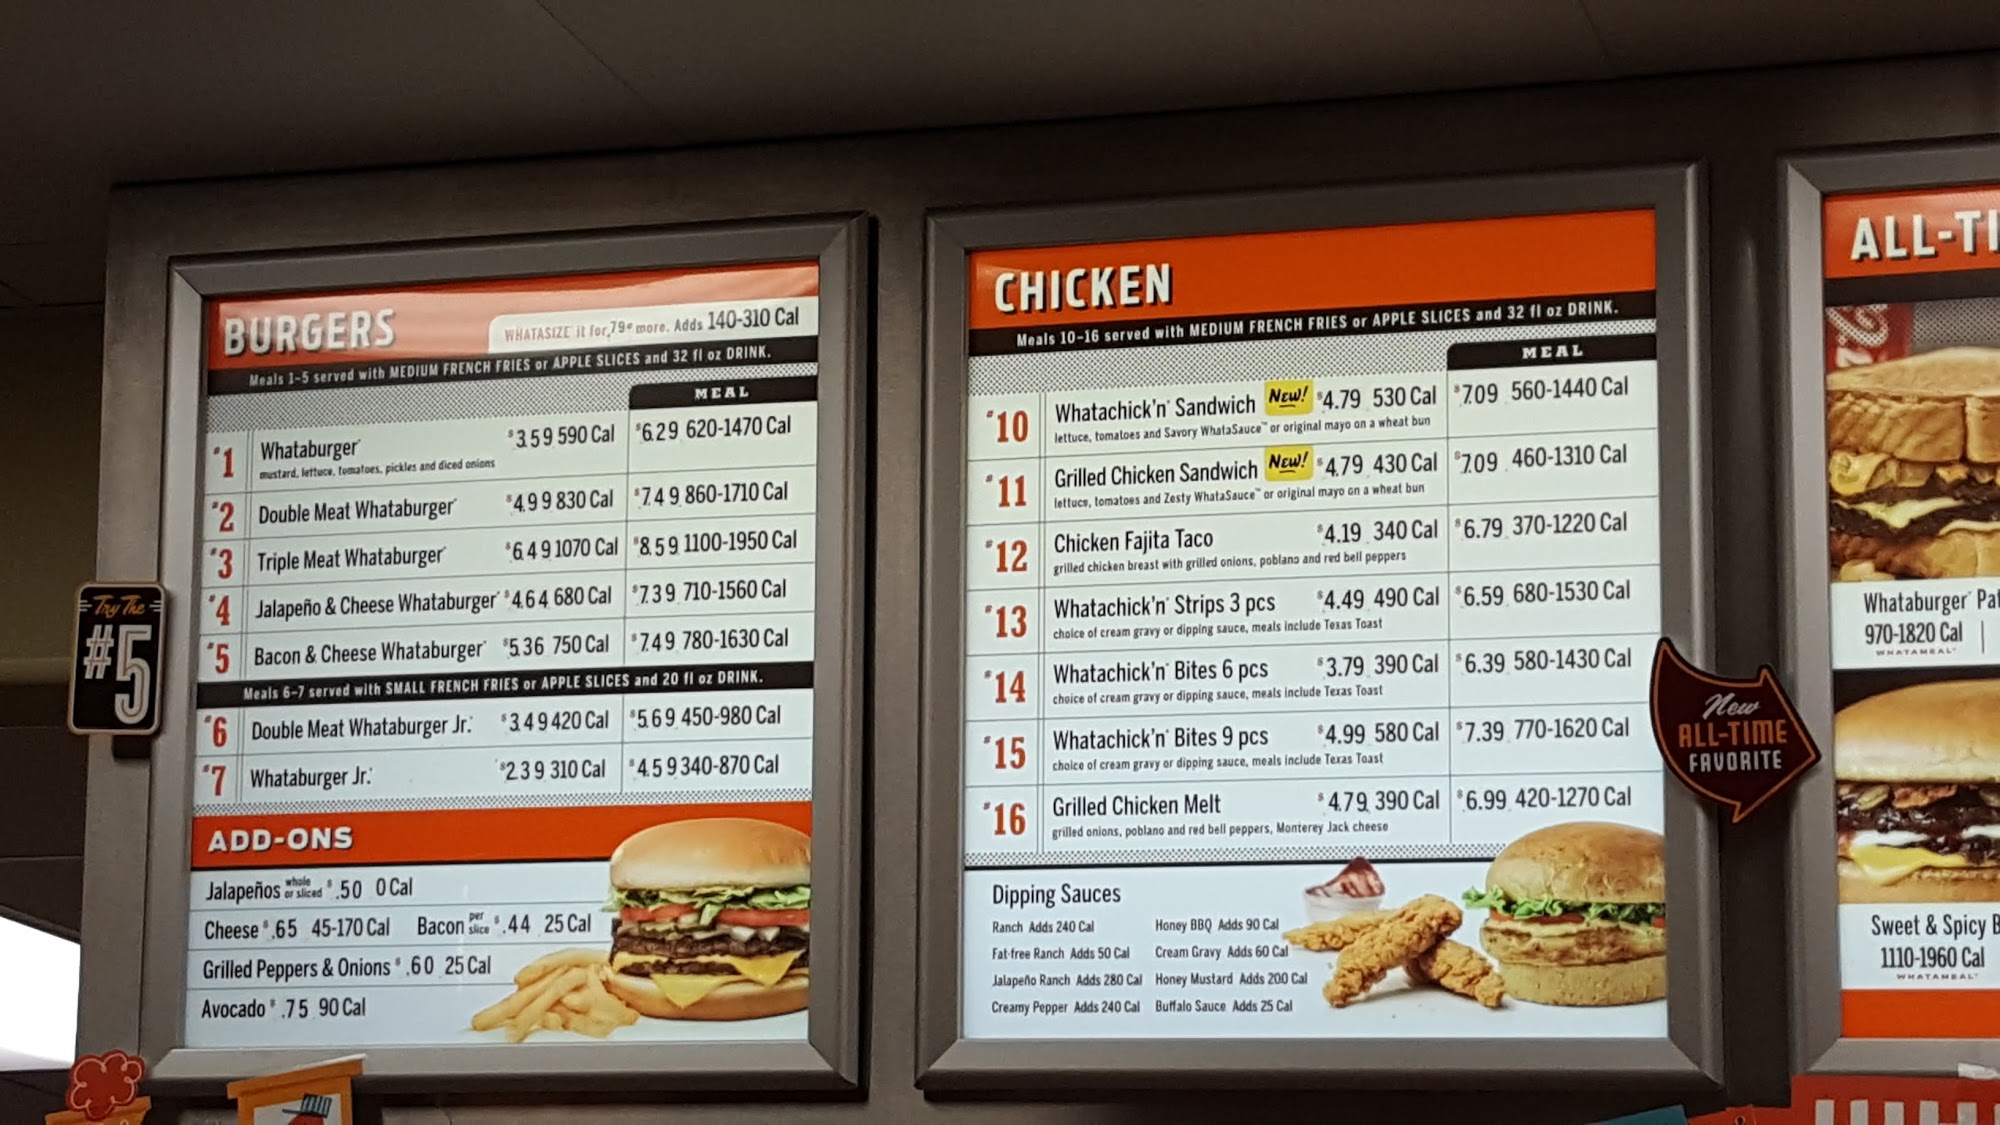 BURGERS
WHATASIZE it for .79¢ more. Adds 140-310 Cal
Meals 1-5 served with MEDIUM FRENCH FRIES or APPLE SLICES and 32 fl oz DRINK.
MEAL
#1 Whataburger® $3.59 590 Cal $6.29 620-1470 Cal
mustard, lettuce, tomatoes, pickles and diced onions
#2 Double Meat Whataburger® $4.99 830 Cal $7.49 860-1710 Cal
#3 Triple Meat Whataburger® $6.49 1070 Cal $8.59 1100-1950 Cal
#4 Jalapeño & Cheese Whataburger® $4.64 680 Cal $7.39 710-1560 Cal
#5 Bacon & Cheese Whataburger® $5.36 750 Cal $7.49 780-1630 Cal
Meals 6-7 served with SMALL FRENCH FRIES or APPLE SLICES and 20 fl oz DRINK.
#6 Double Meat Whataburger Jr.® $3.49 420 Cal $5.69 450-980 Cal
#7 Whataburger Jr.® $2.39 310 Cal $4.59 340-870 Cal
ADD-ONS
Jalapeños whole or sliced $.50 0 Cal
Cheese $.65 45-170 Cal Bacon per slice $.44 25 Cal
Grilled Peppers & Onions $.60 25 Cal
Avocado $.75 90 Cal
Try The
#5
CHICKEN
Meals 10-16 served with MEDIUM FRENCH FRIES or APPLE SLICES and 32 fl oz DRINK.
MEAL
#10 Whatachick'n® Sandwich New! $4.79 530 Cal $7.09 560-1440 Cal
lettuce, tomatoes and Savory WhataSauce™ or original mayo on a wheat bun
#11 Grilled Chicken Sandwich New! $4.79 430 Cal $7.09 460-1310 Cal
lettuce, tomatoes and Zesty WhataSauce™ or original mayo on a wheat bun
#12 Chicken Fajita Taco $4.19 340 Cal $6.79 370-1220 Cal
grilled chicken breast with grilled onions, poblano and red bell peppers
#13 Whatachick'n® Strips 3 pcs $4.49 490 Cal $6.59 680-1530 Cal
choice of cream gravy or dipping sauce, meals include Texas Toast
#14 Whatachick'n® Bites 6 pcs $3.79 390 Cal $6.39 580-1430 Cal
choice of cream gravy or dipping sauce, meals include Texas Toast
#15 Whatachick'n® Bites 9 pcs $4.99 580 Cal $7.39 770-1620 Cal
choice of cream gravy or dipping sauce, meals include Texas Toast
#16 Grilled Chicken Melt $4.79 390 Cal $6.99 420-1270 Cal
grilled onions, poblano and red bell peppers, Monterey Jack cheese
Dipping Sauces
Ranch Adds 240 Cal Honey BBQ Adds 90 Cal
Fat-free Ranch Adds 50 Cal Cream Gravy Adds 60 Cal
Jalapeño Ranch Adds 280 Cal Honey Mustard Adds 200 Cal
Creamy Pepper Adds 240 Cal Buffalo Sauce Adds 25 Cal
New
ALL-TIME
FAVORITE
ALL-TI
Whataburger® Pat
970-1820 Cal
WHATAMEAL®
Sweet & Spicy B
1110-1960 Cal
WHATAMEAL®